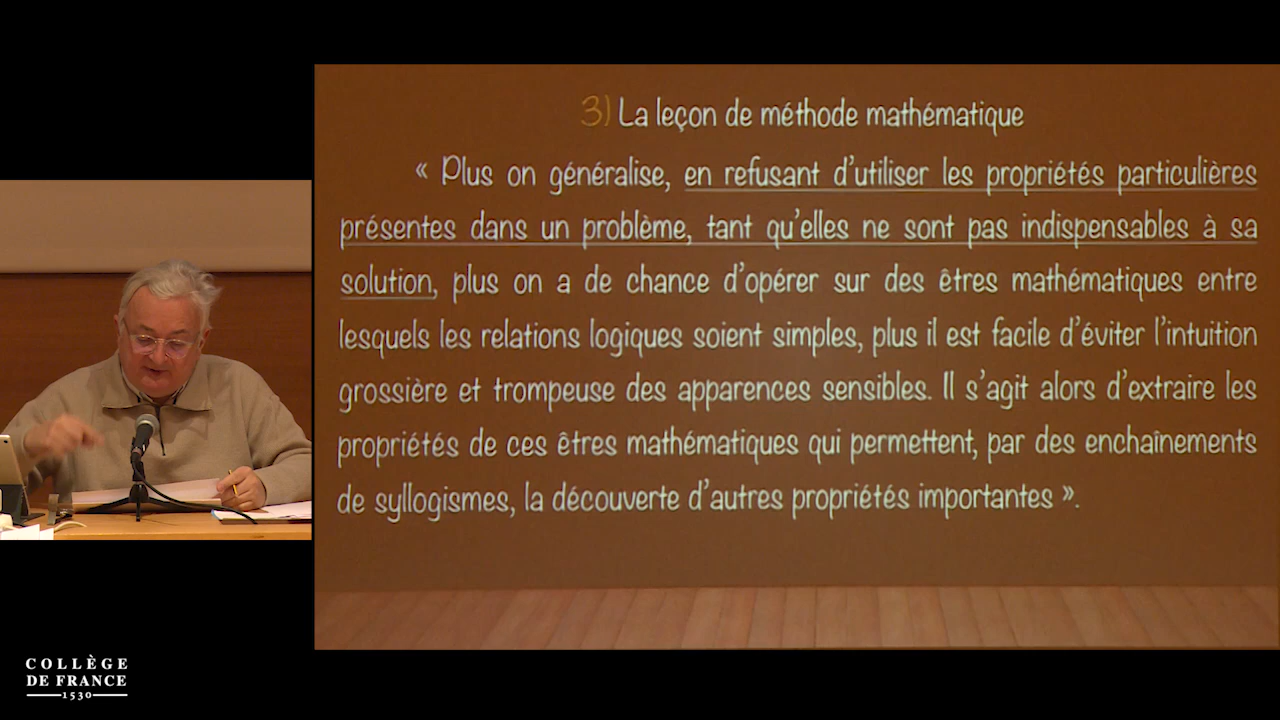 3) La leçon de méthode mathématique
« Plus on généralise, en refusant d'utiliser les propriétés particulières
présentes dans un problème, tant qu'elles ne sont pas indispensables à sa
solution, plus on a de chance d'opérer sur des êtres mathématiques entre
lesquels les relations logiques soient simples, plus il est facile d'éviter l'intuition
grossière et trompeuse des apparences sensibles. Il s'agit alors d'extraire les
propriétés de ces êtres mathématiques qui permettent, par des enchaînements
de syllogismes, la découverte d'autres propriétés importantes ».
COLLÈGE
DE FRANCE
1530